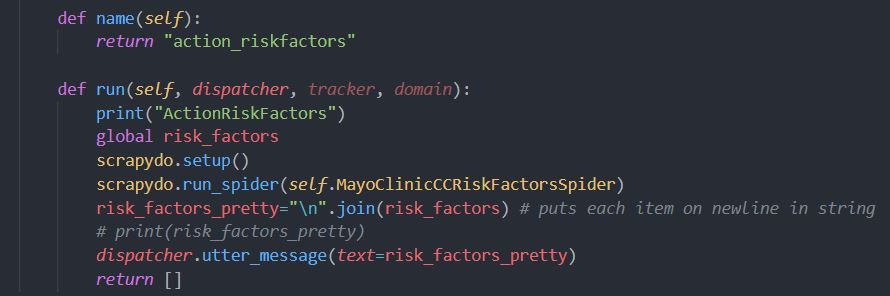 def name(self):
    return "action_riskfactors"

def run(self, dispatcher, tracker, domain):
    print("ActionRiskFactors")
    global risk_factors
    scrapydo.setup()
    scrapydo.run_spider(self.MayoClinicCCRiskFactorsSpider)
    risk_factors_pretty="\n".join(risk_factors) # puts each item on newline in string
    # print(risk_factors_pretty)
    dispatcher.utter_message(text=risk_factors_pretty)
    return []